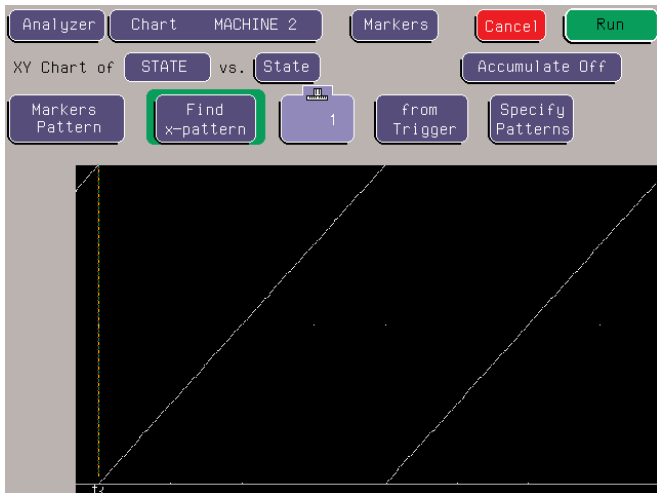 Analyzer Chart MACHINE 2 Markers Cancel Run
XY Chart of STATE vs. State Accumulate Off
Markers Pattern Find x-pattern 1 from Trigger Specify Patterns